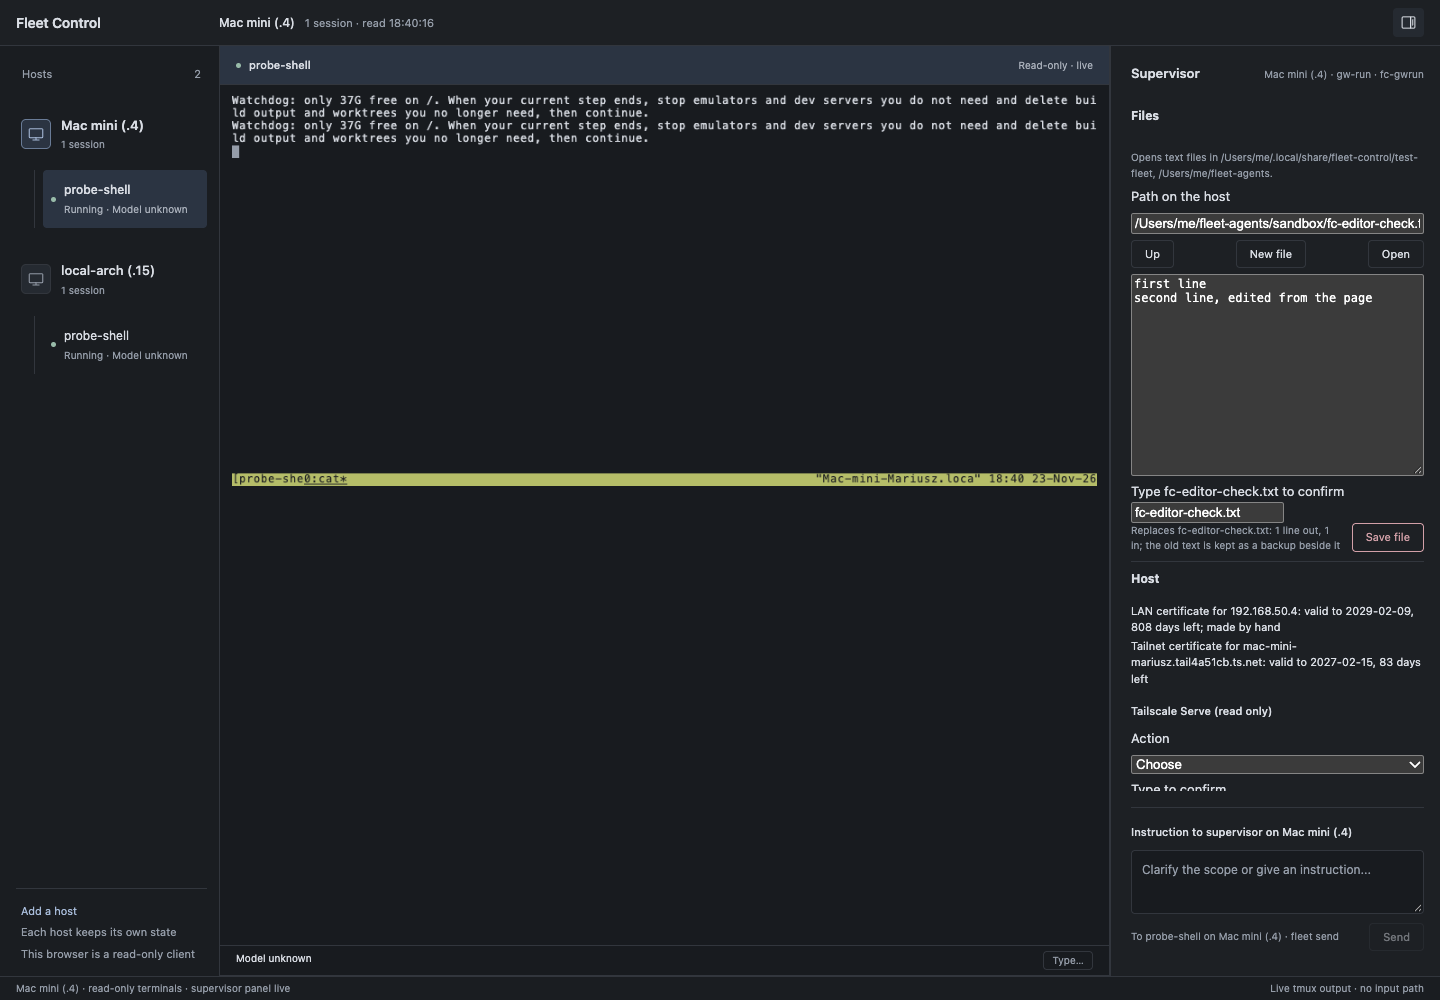 Fleet Control
Mac mini (.4) 1 session · read 18:40:16
Hosts 2
Mac mini (.4)
1 session
probe-shell
Running · Model unknown
local-arch (.15)
1 session
probe-shell
Running · Model unknown
Add a host
Each host keeps its own state
This browser is a read-only client
probe-shell Read-only · live
Watchdog: only 37G free on /. When your current step ends, stop emulators and dev servers you do not need and delete bui
ld output and worktrees you no longer need, then continue.
Watchdog: only 37G free on /. When your current step ends, stop emulators and dev servers you do not need and delete bui
ld output and worktrees you no longer need, then continue.
[probe-she0:cat* "Mac-mini-Mariusz.loca" 18:40 23-Nov-26
Model unknown Type...
Supervisor Mac mini (.4) · gw-run · fc-gwrun
Files
Opens text files in /Users/me/.local/share/fleet-control/test-
fleet, /Users/me/fleet-agents.
Path on the host
/Users/me/fleet-agents/sandbox/fc-editor-check.t
Up New file Open
first line
second line, edited from the page
Type fc-editor-check.txt to confirm
fc-editor-check.txt
Replaces fc-editor-check.txt: 1 line out, 1
in; the old text is kept as a backup beside it
Save file
Host
LAN certificate for 192.168.50.4: valid to 2029-02-09,
808 days left; made by hand
Tailnet certificate for mac-mini-
mariusz.tail4a51cb.ts.net: valid to 2027-02-15, 83 days
left
Tailscale Serve (read only)
Action
Choose
Type to confirm
Instruction to supervisor on Mac mini (.4)
Clarify the scope or give an instruction...
To probe-shell on Mac mini (.4) · fleet send Send
Mac mini (.4) · read-only terminals · supervisor panel live Live tmux output · no input path